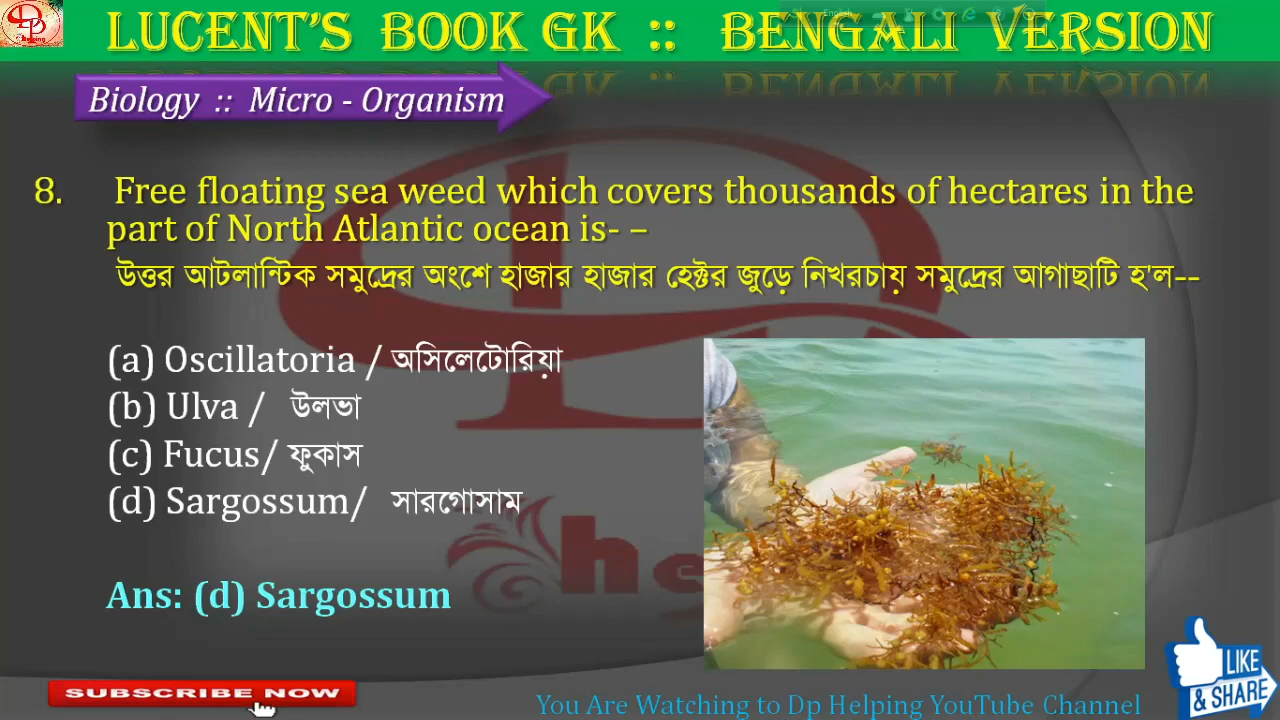 LUCENT'S BOOK GK :: BENGALI VERSION
Biology :: Micro - Organism
8. Free floating sea weed which covers thousands of hectares in the
part of North Atlantic ocean is- –
উত্তর আটলান্টিক সমুদ্রের অংশে হাজার হাজার হেক্টর জুড়ে নিখরচায় সমুদ্রের আগাছাটি হ'ল--
(a) Oscillatoria / অসিলেটোরিয়া
(b) Ulva / উলভা
(c) Fucus/ ফুকাস
(d) Sargossum/ সারগোসাম
Ans: (d) Sargossum
SUBSCRIBE NOW
You Are Watching to Dp Helping YouTube Channel
LIKE
& SHARE